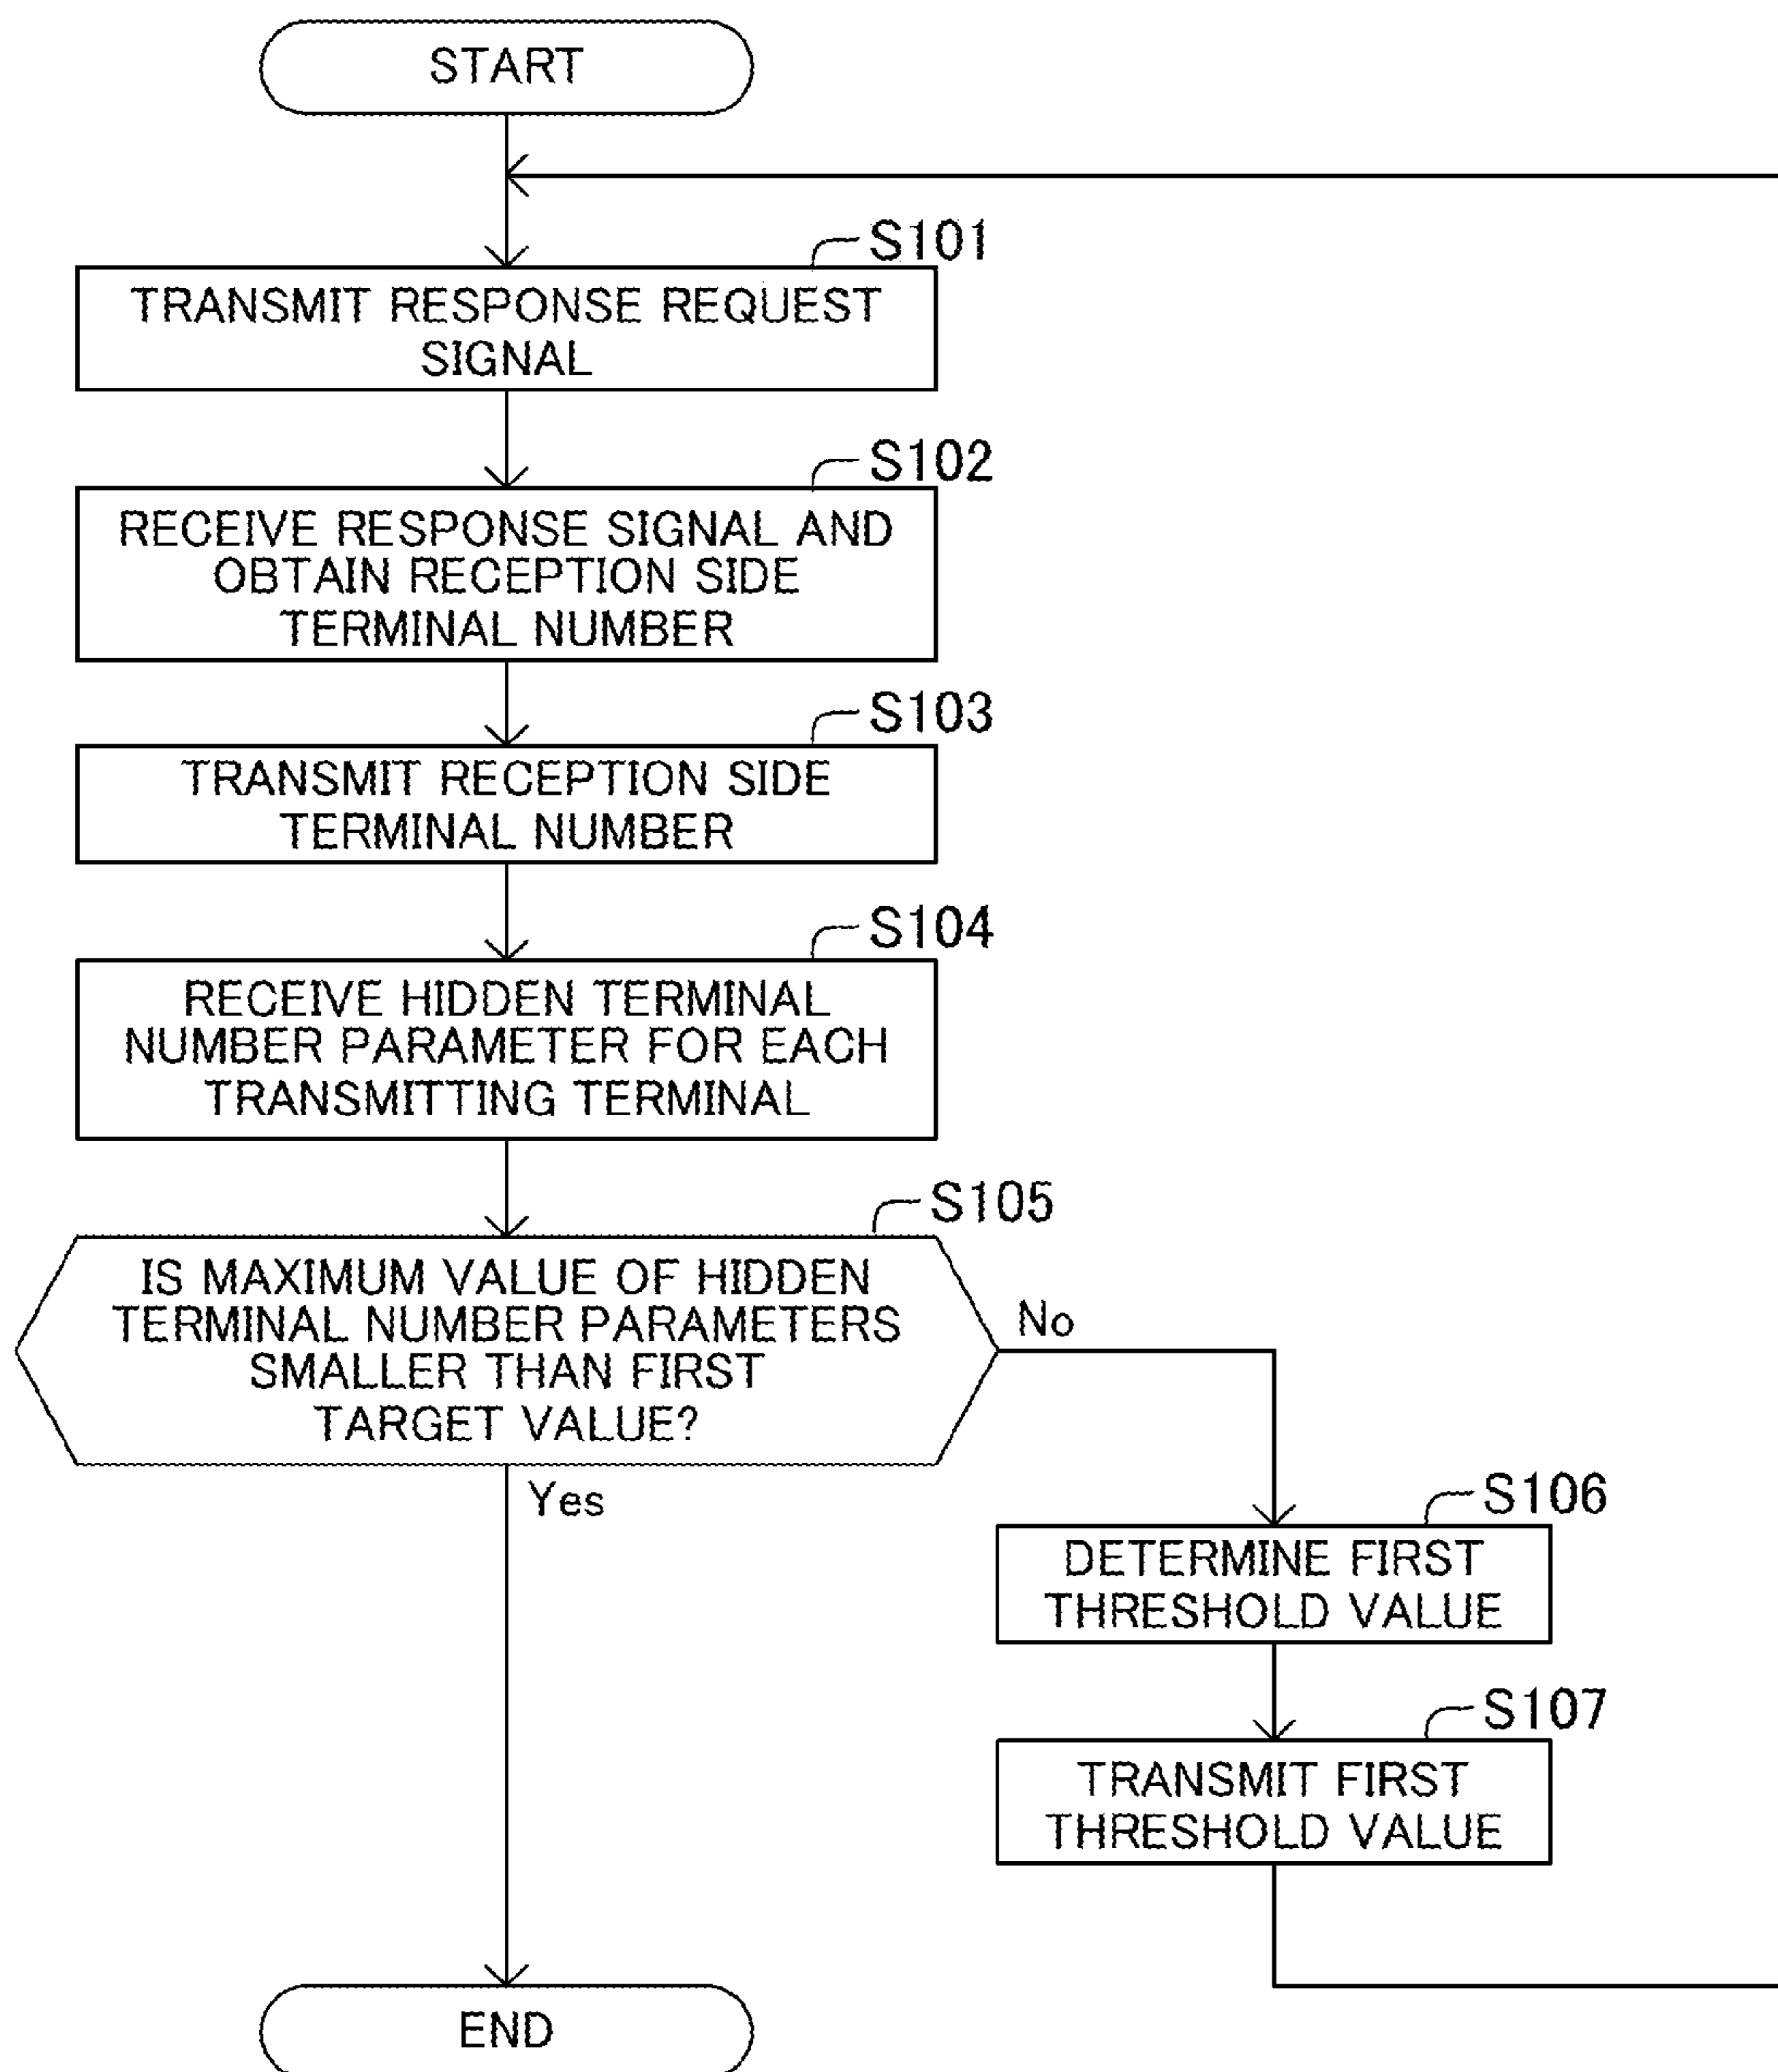 START
S101
TRANSMIT RESPONSE REQUEST
SIGNAL
S102
RECEIVE RESPONSE SIGNAL AND
OBTAIN RECEPTION SIDE
TERMINAL NUMBER
S103
TRANSMIT RECEPTION SIDE
TERMINAL NUMBER
S104
RECEIVE HIDDEN TERMINAL
NUMBER PARAMETER FOR EACH
TRANSMITTING TERMINAL
S105
IS MAXIMUM VALUE OF HIDDEN
TERMINAL NUMBER PARAMETERS
SMALLER THAN FIRST
TARGET VALUE?
No
Yes
S106
DETERMINE FIRST
THRESHOLD VALUE
S107
TRANSMIT FIRST
THRESHOLD VALUE
END